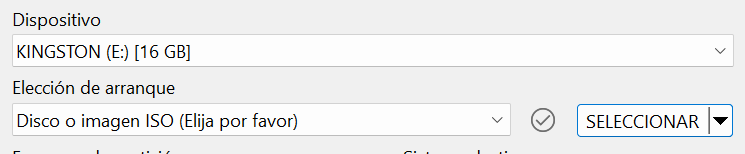 Dispositivo
KINGSTON (E:) [16 GB]
Elección de arranque
Disco o imagen ISO (Elija por favor)
SELECCIONAR